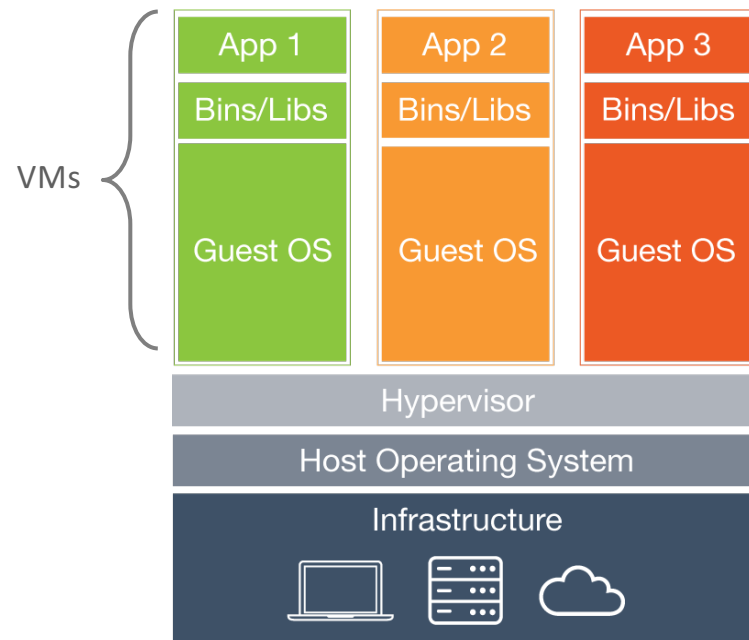 VMs
App 1
App 2
App 3
Bins/Libs
Bins/Libs
Bins/Libs
Guest OS
Guest OS
Guest OS
Hypervisor
Host Operating System
Infrastructure